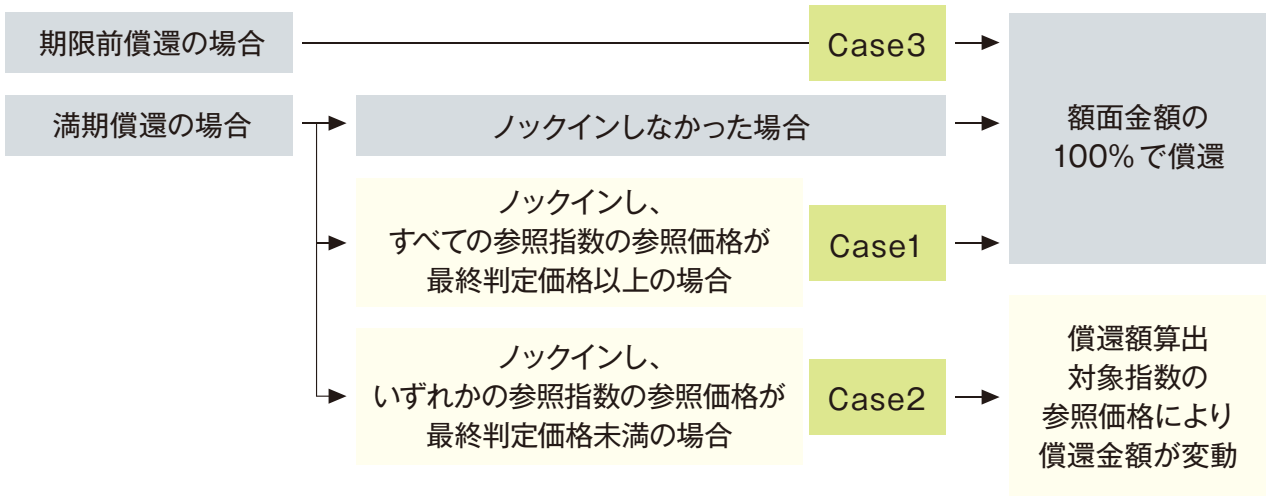 期限前償還の場合
Case3
満期償還の場合
ノックインしなかった場合
額面金額の
100%で償還
ノックインし、
すべての参照指数の参照価格が
最終判定価格以上の場合
Case1
ノックインし、
いずれかの参照指数の参照価格が
最終判定価格未満の場合
Case2
償還額算出
対象指数の
参照価格により
償還金額が変動